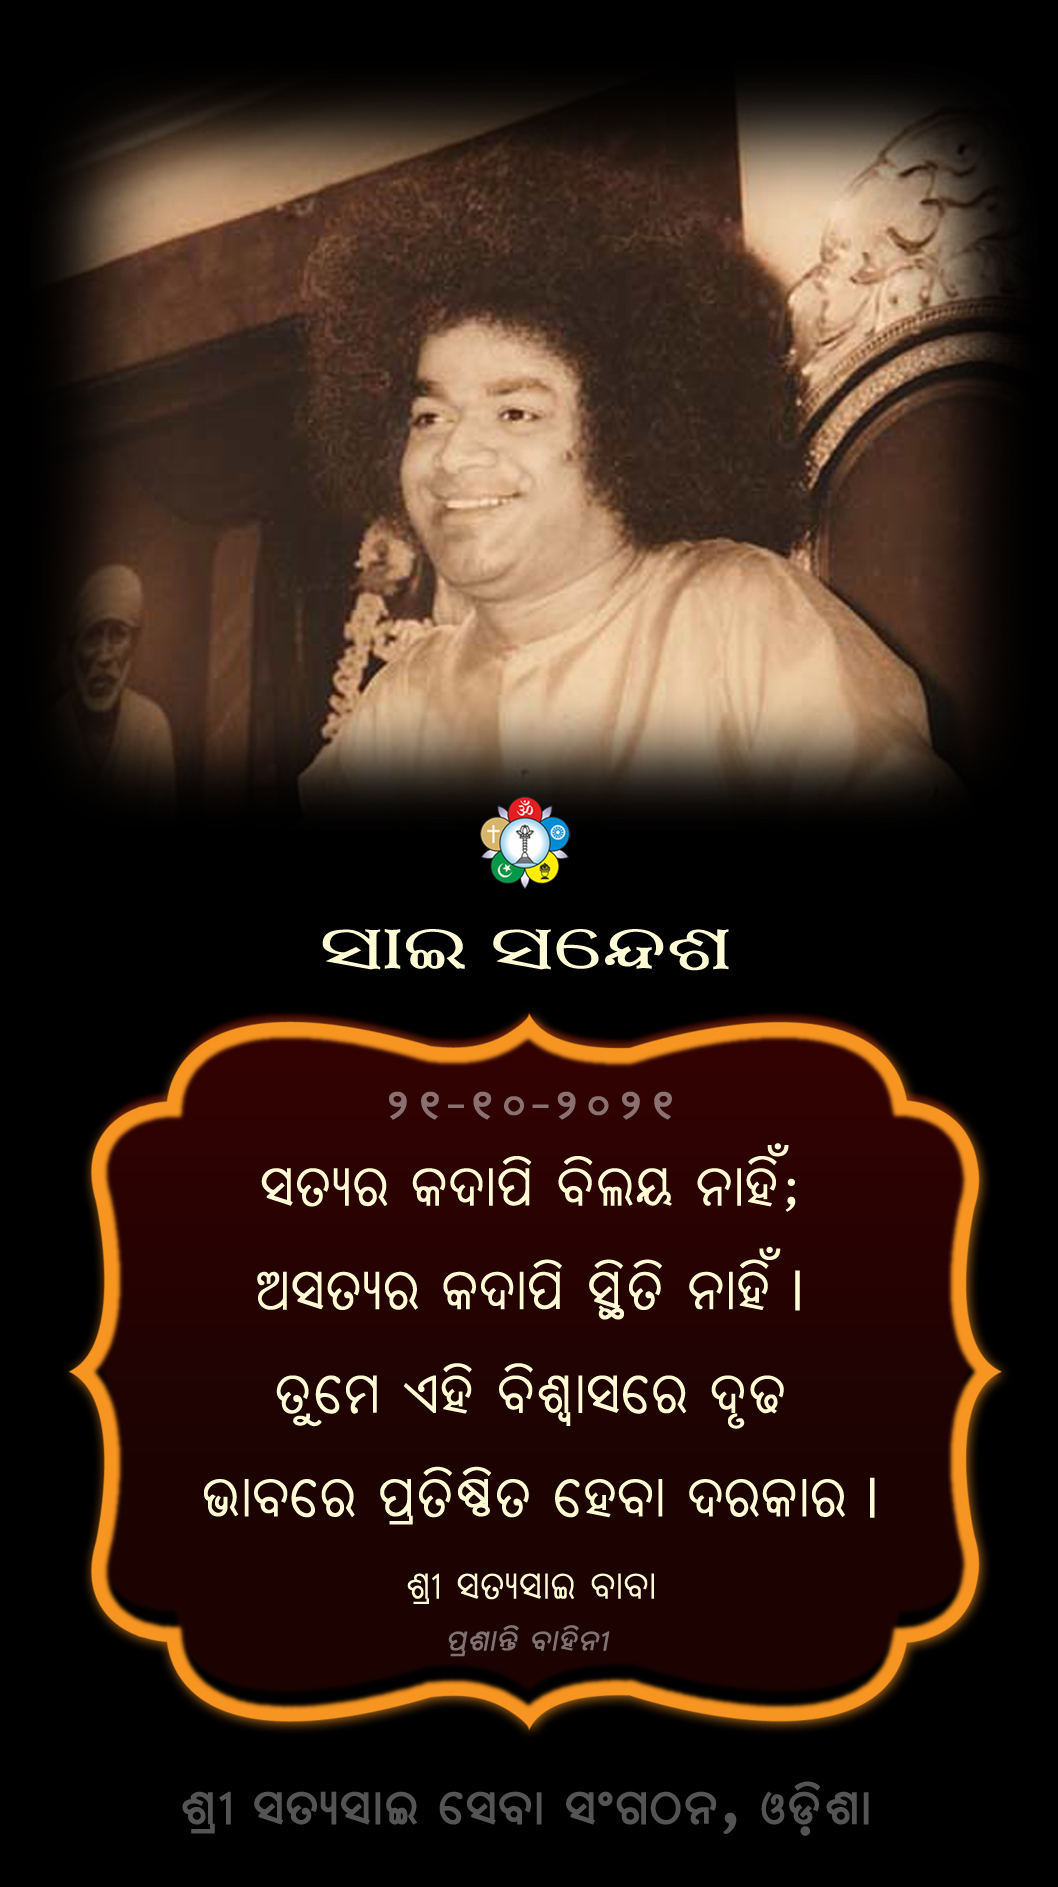 ସାଇ ସନ୍ଦେଶ
୨୧-୧୦-୨୦୨୧
ସତ୍ୟର କଦାପି ବିଲୟ ନାହିଁ;
ଅସତ୍ୟର କଦାପି ସ୍ଥିତି ନାହିଁ ।
ତୁମେ ଏହି ବିଶ୍ୱାସରେ ଦୃଢ
ଭାବରେ ପ୍ରତିଷ୍ଠିତ ହେବା ଦରକାର ।
ଶ୍ରୀ ସତ୍ୟସାଇ ବାବା
ପ୍ରଶାନ୍ତି ବାହିନୀ
ଶ୍ରୀ ସତ୍ୟସାଇ ସେବା ସଂଗଠନ, ଓଡ଼ିଶା